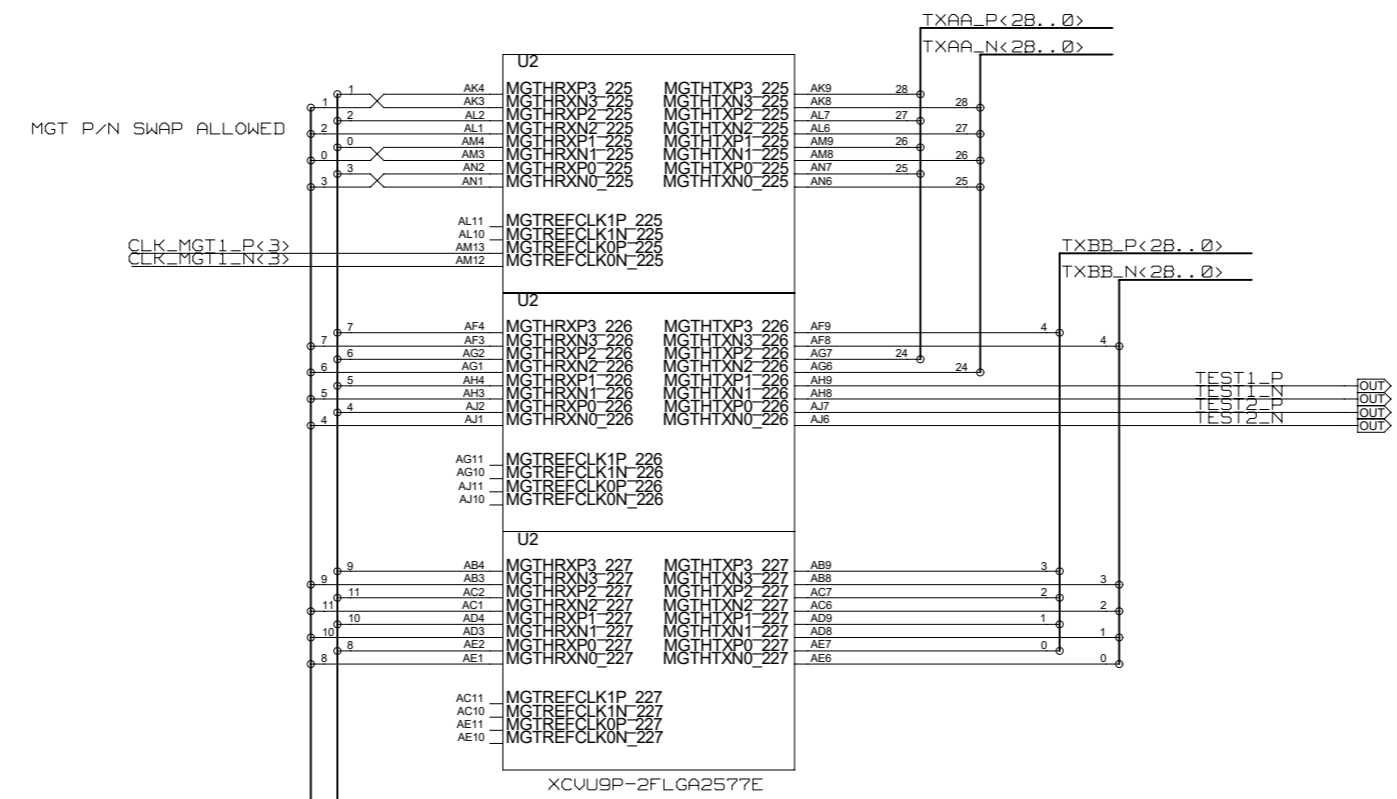 TXAA_P<28..0>
TXAA_N<28..0>
MGT P/N SWAP ALLOWED
U2
1 AK4 MGTHRXP3_225 MGTHTXP3_225 AK9 28
1 AK3 MGTHRXN3_225 MGTHTXN3_225 AK8 28
2 AL2 MGTHRXP2_225 MGTHTXP2_225 AL7 27
2 AL1 MGTHRXN2_225 MGTHTXN2_225 AL6 27
0 AM4 MGTHRXP1_225 MGTHTXP1_225 AM9 26
0 AM3 MGTHRXN1_225 MGTHTXN1_225 AM8 26
3 AN2 MGTHRXP0_225 MGTHTXP0_225 AN7 25
3 AN1 MGTHRXN0_225 MGTHTXN0_225 AN6 25
AL11 MGTREFCLK1P_225
AL10 MGTREFCLK1N_225
CLK_MGT1_P<3> AM13 MGTREFCLK0P_225
CLK_MGT1_N<3> AM12 MGTREFCLK0N_225
TXBB_P<28..0>
TXBB_N<28..0>
U2
7 AF4 MGTHRXP3_226 MGTHTXP3_226 AF9 4
7 AF3 MGTHRXN3_226 MGTHTXN3_226 AF8 4
6 AG2 MGTHRXP2_226 MGTHTXP2_226 AG7 24
6 AG1 MGTHRXN2_226 MGTHTXN2_226 AG6 24
5 AH4 MGTHRXP1_226 MGTHTXP1_226 AH9 TEST1_P OUT
5 AH3 MGTHRXN1_226 MGTHTXN1_226 AH8 TEST1_N OUT
4 AJ2 MGTHRXP0_226 MGTHTXP0_226 AJ7 TEST2_P OUT
4 AJ1 MGTHRXN0_226 MGTHTXN0_226 AJ6 TEST2_N OUT
AG11 MGTREFCLK1P_226
AG10 MGTREFCLK1N_226
AJ11 MGTREFCLK0P_226
AJ10 MGTREFCLK0N_226
U2
9 AB4 MGTHRXP3_227 MGTHTXP3_227 AB9 3
9 AB3 MGTHRXN3_227 MGTHTXN3_227 AB8 3
11 AC2 MGTHRXP2_227 MGTHTXP2_227 AC7 2
11 AC1 MGTHRXN2_227 MGTHTXN2_227 AC6 2
10 AD4 MGTHRXP1_227 MGTHTXP1_227 AD9 1
10 AD3 MGTHRXN1_227 MGTHTXN1_227 AD8 1
8 AE2 MGTHRXP0_227 MGTHTXP0_227 AE7 0
8 AE1 MGTHRXN0_227 MGTHTXN0_227 AE6 0
AC11 MGTREFCLK1P_227
AC10 MGTREFCLK1N_227
AE11 MGTREFCLK0P_227
AE10 MGTREFCLK0N_227
XCVU9P-2FLGA2577E